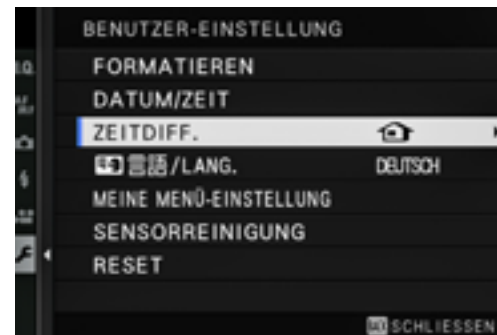 BENUTZER-EINSTELLUNG
FORMATIEREN
DATUM/ZEIT
ZEITDIFF.
言語/LANG. DEUTSCH
MEINE MENÜ-EINSTELLUNG
SENSORREINIGUNG
RESET
SCHLIESSEN